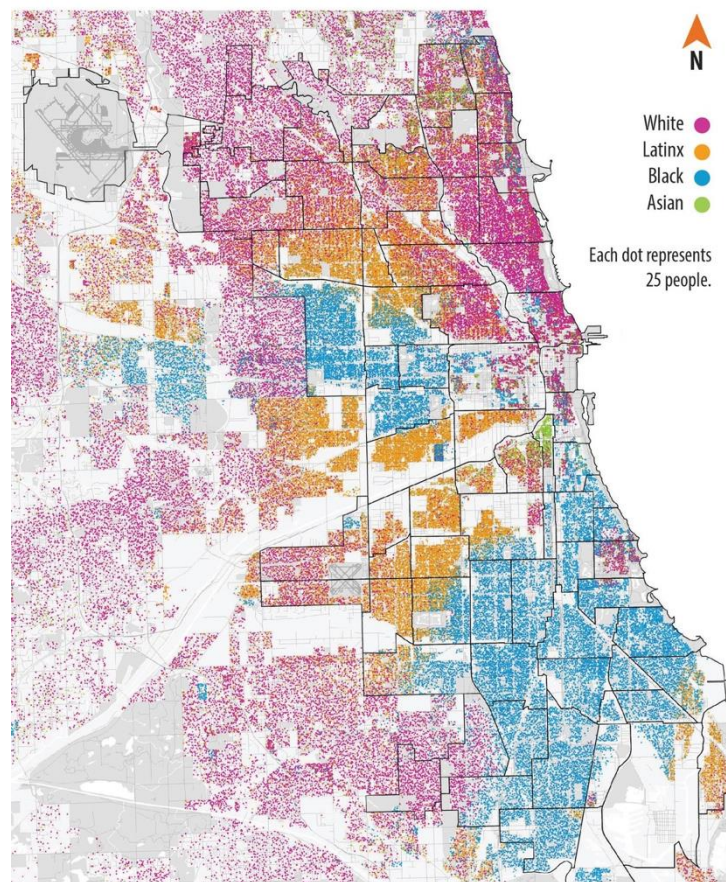 N
White
Latinx
Black
Asian
Each dot represents
25 people.